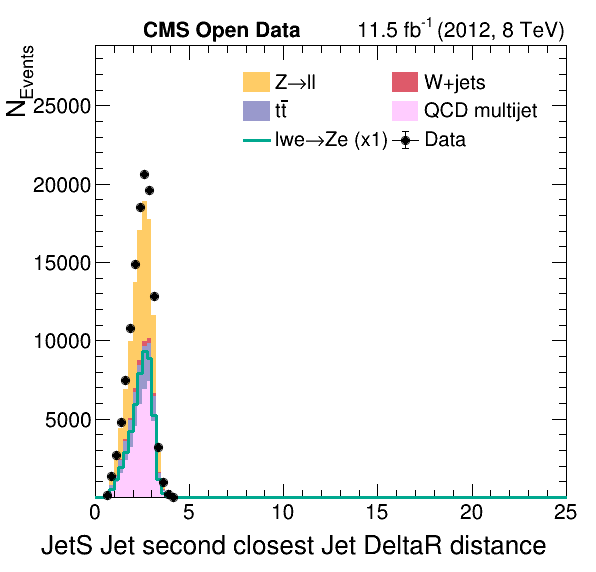 CMS Open Data 11.5 fb-1 (2012, 8 TeV)
NEvents
Z→ll W+jets
tt̄ QCD multijet
lwe→Ze (x1) Data
25000
20000
15000
10000
5000
0 5 10 15 20 25
JetS Jet second closest Jet DeltaR distance